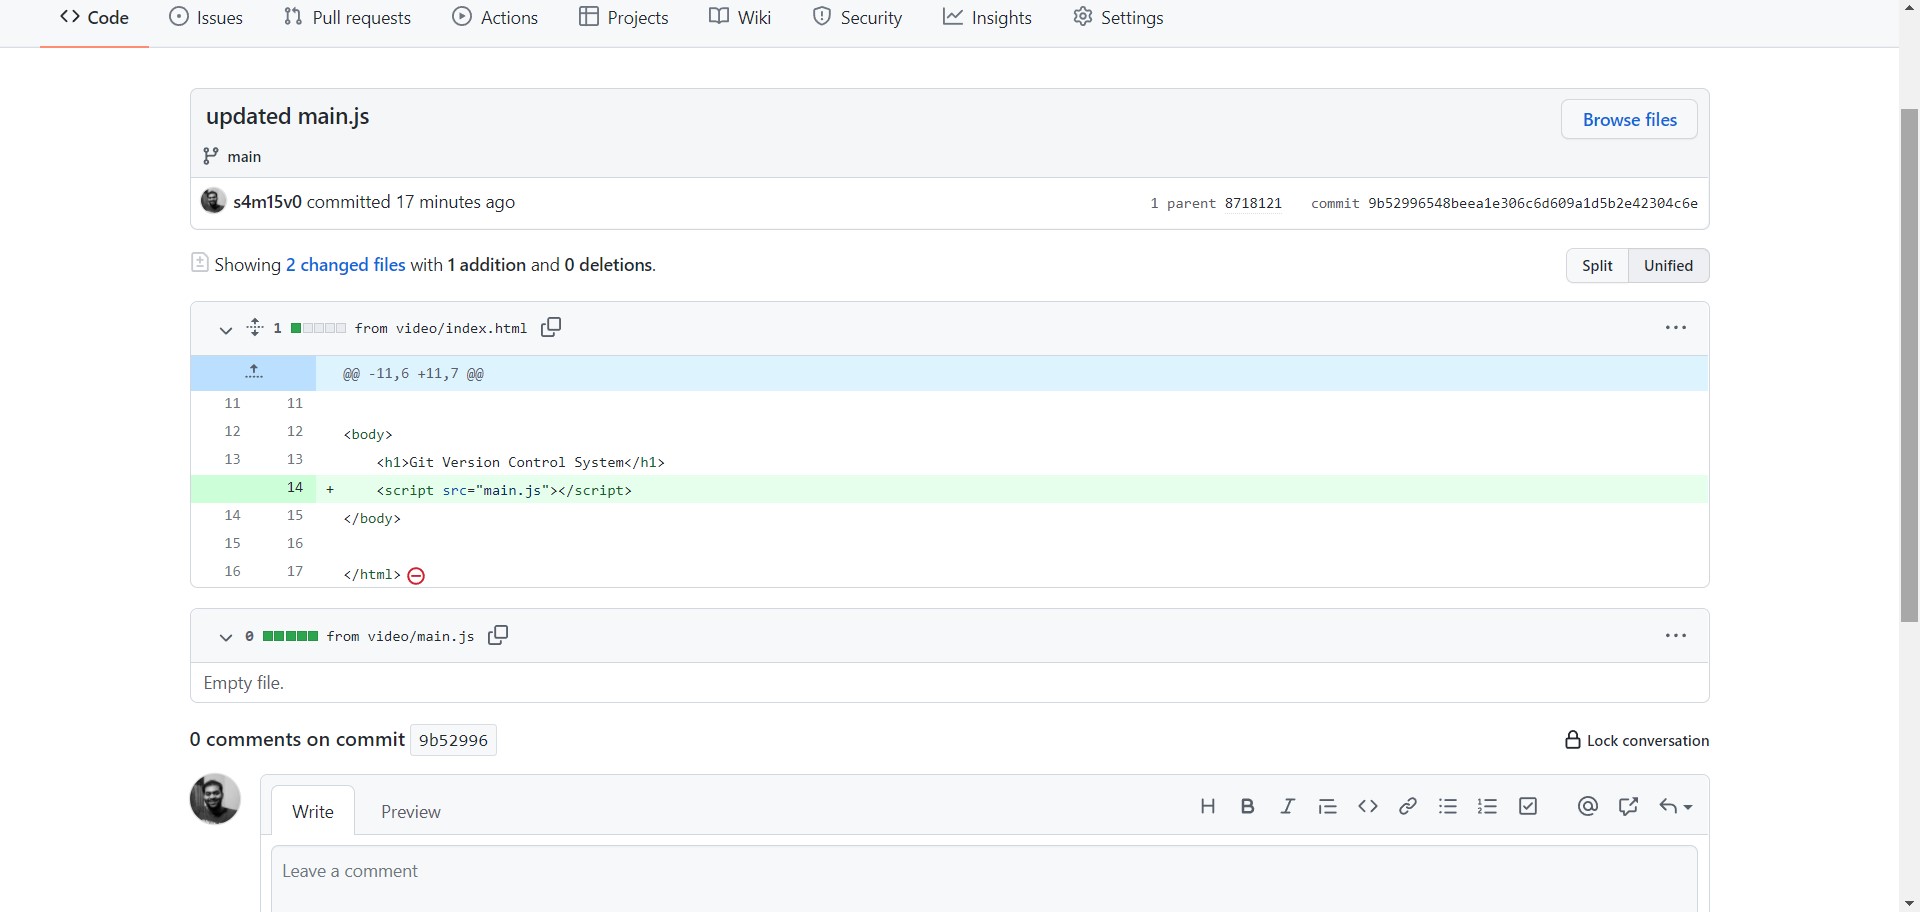 Code Issues Pull requests Actions Projects Wiki Security Insights Settings
updated main.js
Browse files
main
s4m15v0 committed 17 minutes ago
1 parent 8718121 commit 9b52996548beea1e306c6d609a1d5b2e42304c6e
Showing 2 changed files with 1 addition and 0 deletions.
Split Unified
1 from video/index.html
@@ -11,6 +11,7 @@
11 11
12 12 <body>
13 13 <h1>Git Version Control System</h1>
14 + <script src="main.js"></script>
14 15 </body>
15 16
16 17 </html>
0 from video/main.js
Empty file.
0 comments on commit 9b52996
Lock conversation
Write Preview
Leave a comment